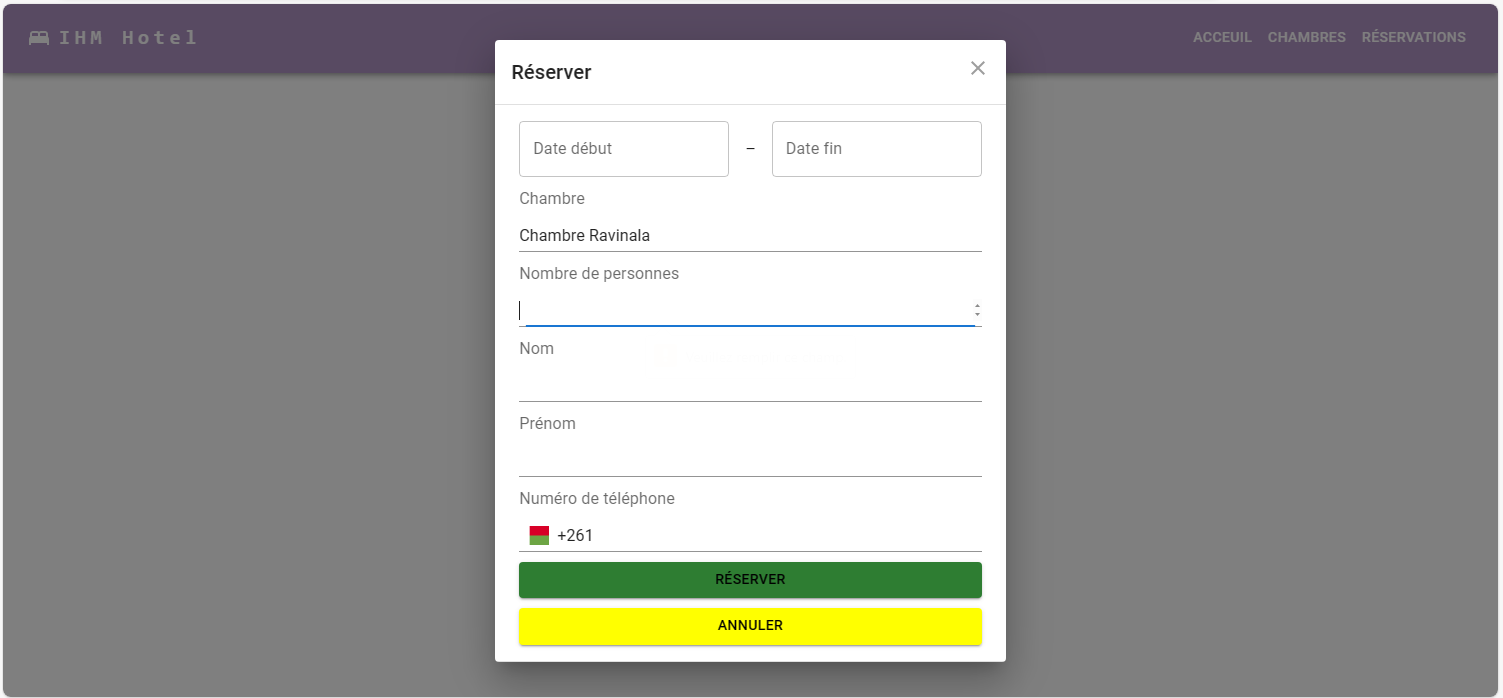 IHM Hotel
ACCEUIL CHAMBRES RÉSERVATIONS
Réserver
Date début – Date fin
Chambre
Chambre Ravinala
Nombre de personnes
Nom
Prénom
Numéro de téléphone
+261
RÉSERVER
ANNULER